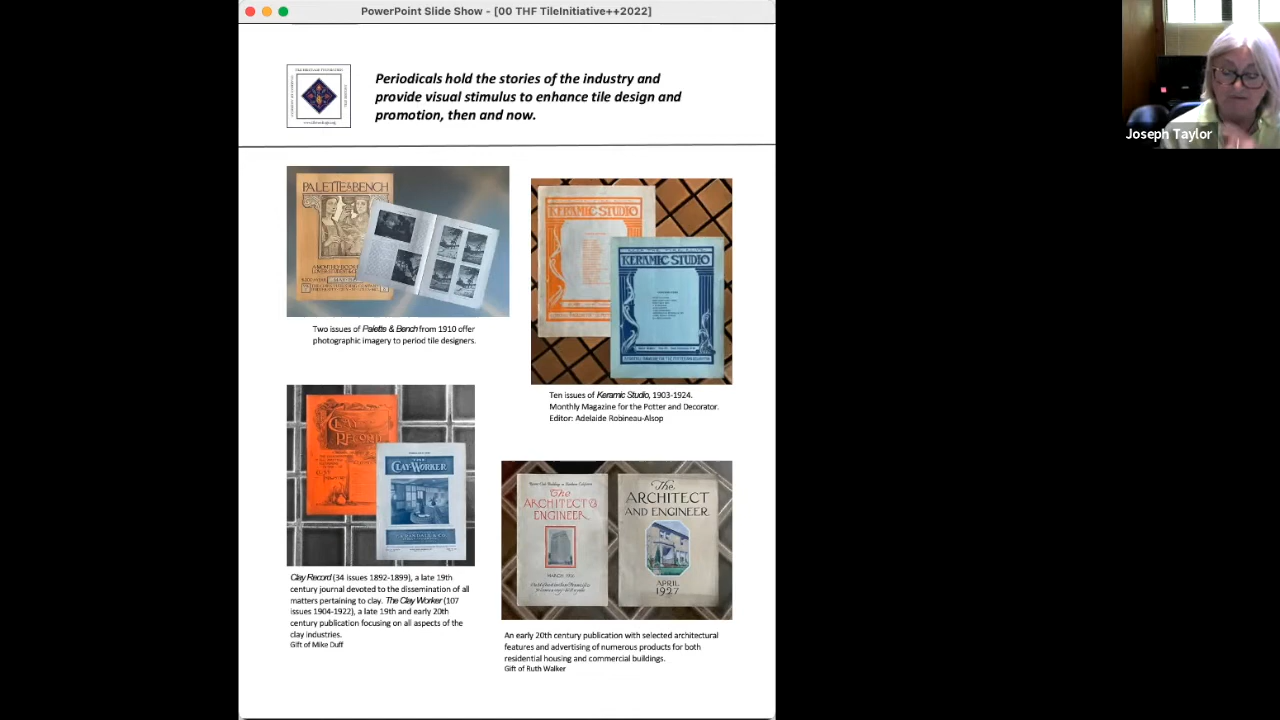 PowerPoint Slide Show - [00 THF TileInitiative++2022]
Periodicals hold the stories of the industry and
provide visual stimulus to enhance tile design and
promotion, then and now.
Joseph Taylor
PALETTE & BENCH
KERAMIC STUDIO
KERAMIC STUDIO
Two issues of Palette & Bench from 1910 offer
photographic imagery to period tile designers.
Ten issues of Keramic Studio, 1903-1924.
Monthly Magazine for the Potter and Decorator.
Editor: Adelaide Robineau-Alsop
CLAY
RECORD
THE
CLAY-WORKER
The
ARCHITECT &
ENGINEER
MARCH 1921
The
ARCHITECT
AND ENGINEER
APRIL
1927
Clay Record (34 issues 1892-1899), a late 19th
century journal devoted to the dissemination of all
matters pertaining to clay. The Clay Worker (107
issues 1904-1922), a late 19th and early 20th
century publication focusing on all aspects of the
clay industries.
Gift of Mike Duff
An early 20th century publication with selected architectural
features and advertising of numerous products for both
residential housing and commercial buildings.
Gift of Ruth Walker